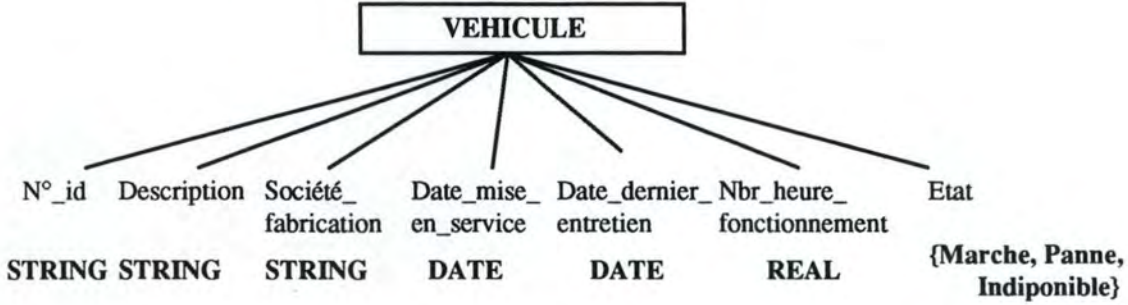 VEHICULE
N°_id Description Société_ Date_mise_ Date_dernier_ Nbr_heure_ Etat
fabrication en_service entretien fonctionnement
STRING STRING STRING DATE DATE REAL {Marche, Panne,
Indiponible}